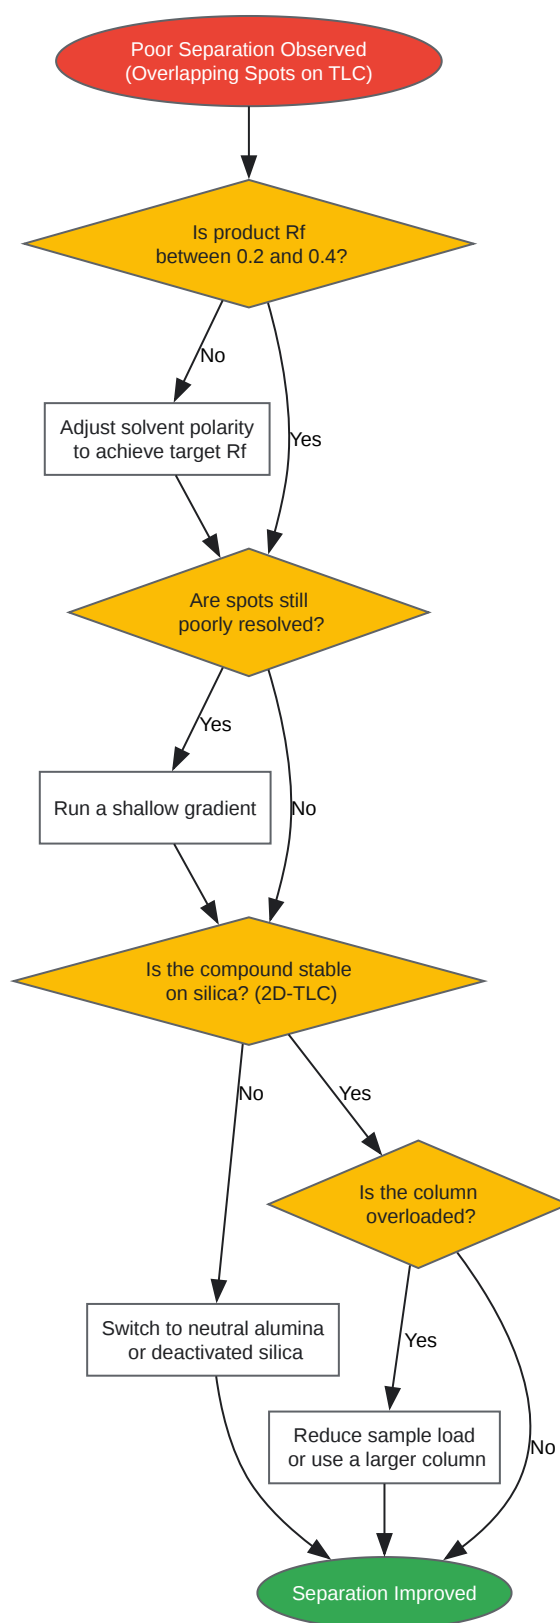 Poor Separation Observed
(Overlapping Spots on TLC)
Is product Rf
between 0.2 and 0.4?
No
Adjust solvent polarity
to achieve target Rf
Yes
Are spots still
poorly resolved?
Yes
Run a shallow gradient
No
Is the compound stable
on silica? (2D-TLC)
No
Yes
Is the column
overloaded?
Switch to neutral alumina
or deactivated silica
Yes
Reduce sample load
or use a larger column
No
Separation Improved